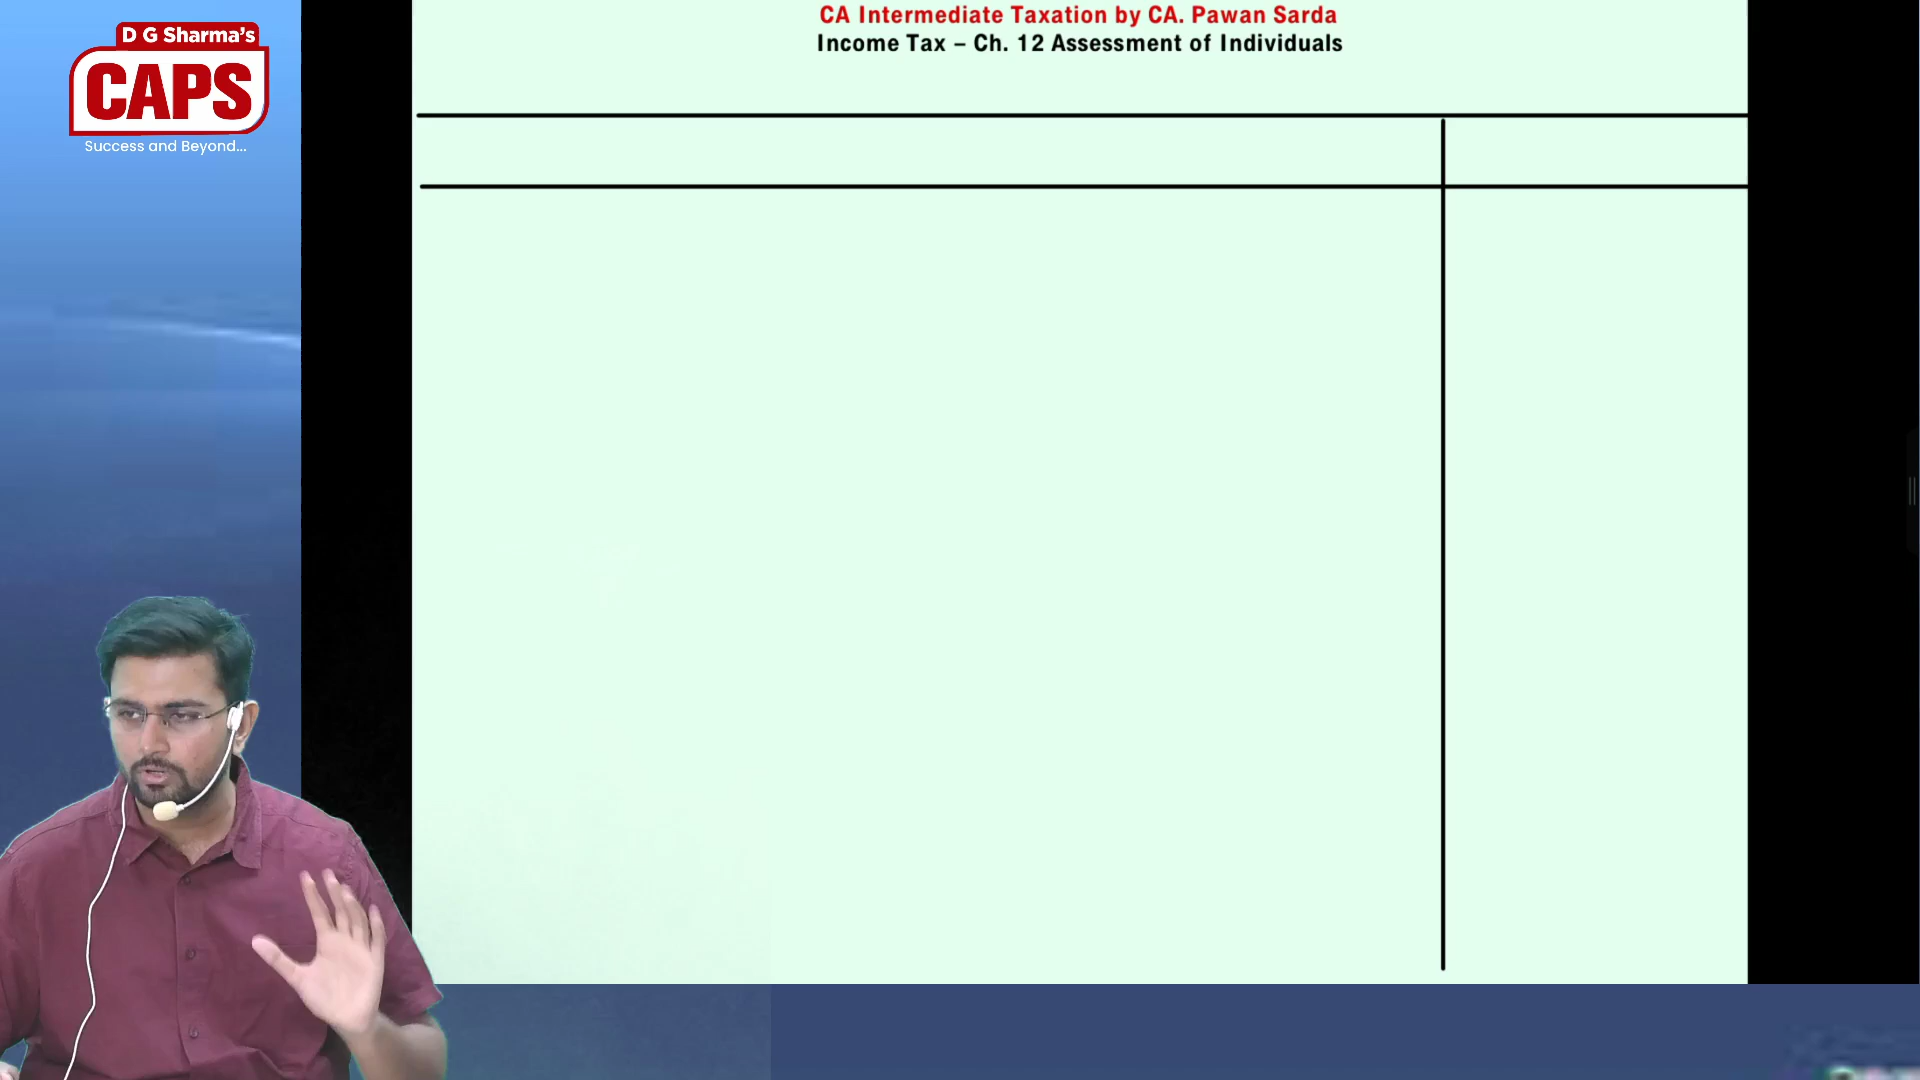 D G Sharma's
CAPS
Success and Beyond...
CA Intermediate Taxation by CA. Pawan Sarda
Income Tax – Ch. 12 Assessment of Individuals